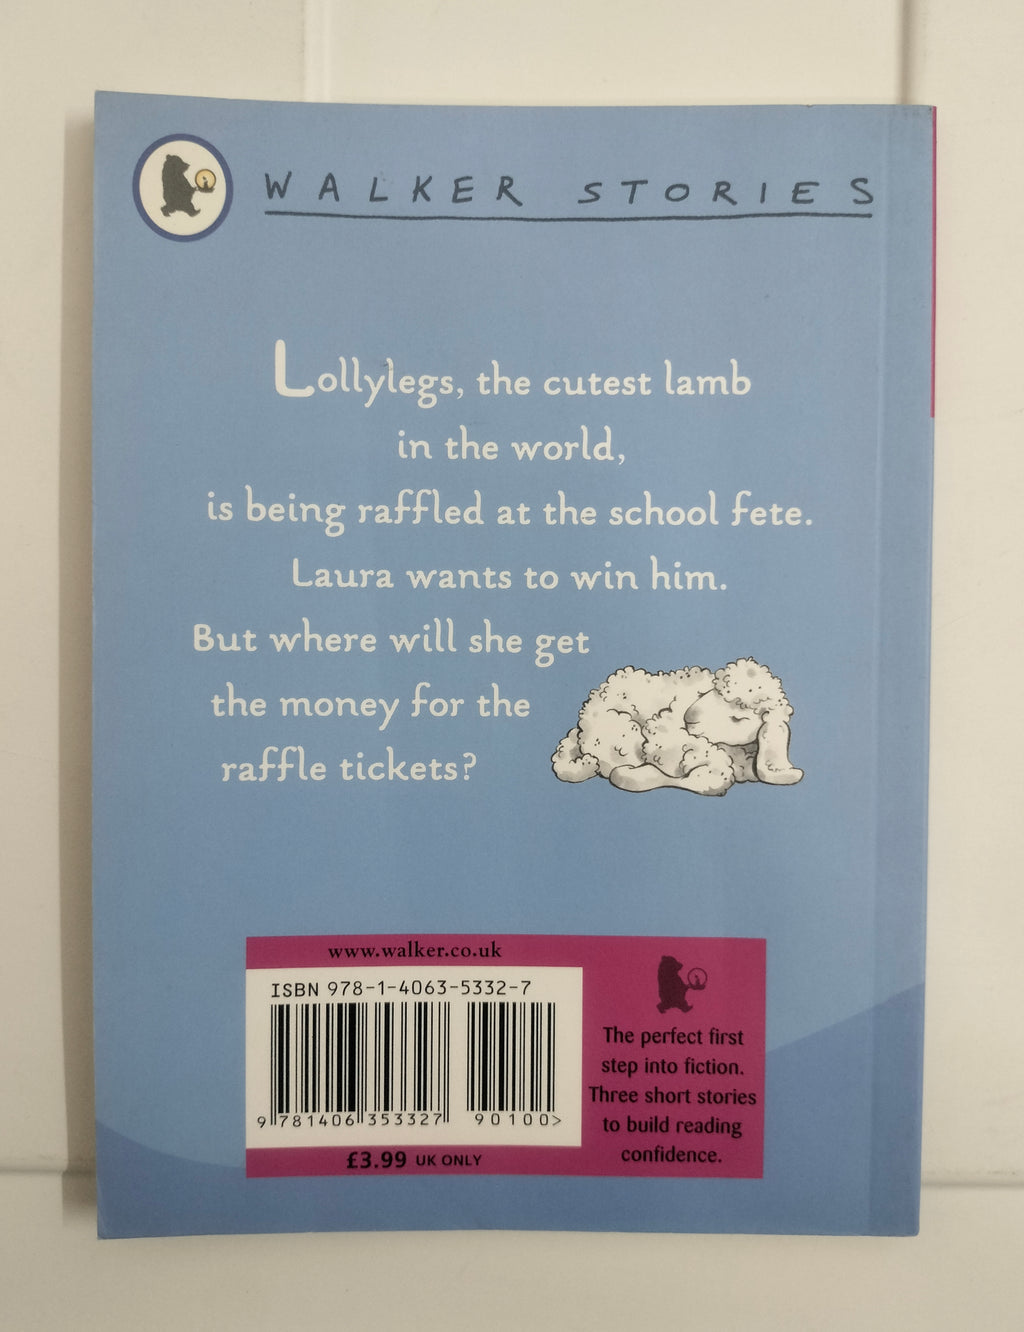 WALKER STORIES
Lollylegs, the cutest lamb
in the world,
is being raffled at the school fete.
Laura wants to win him.
But where will she get
the money for the
raffle tickets?
www.walker.co.uk
ISBN 978-1-4063-5332-7
9 781406 353327 90100>
£3.99 UK ONLY
The perfect first
step into fiction.
Three short stories
to build reading
confidence.